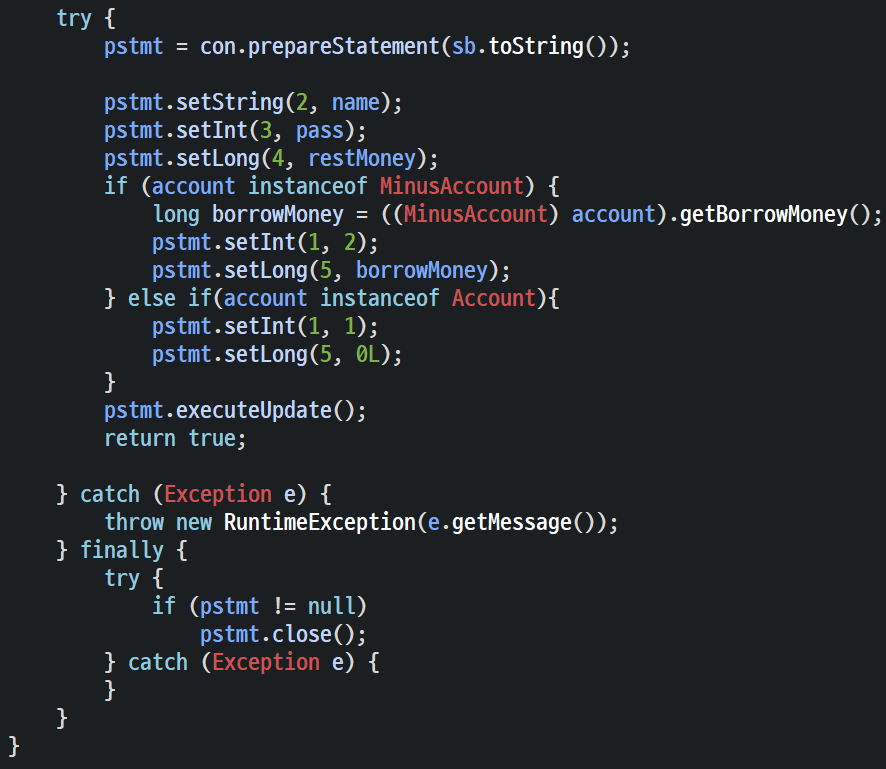 try {
pstmt = con.prepareStatement(sb.toString());
pstmt.setString(2, name);
pstmt.setInt(3, pass);
pstmt.setLong(4, restMoney);
if (account instanceof MinusAccount) {
long borrowMoney = ((MinusAccount) account).getBorrowMoney();
pstmt.setInt(1, 2);
pstmt.setLong(5, borrowMoney);
} else if(account instanceof Account){
pstmt.setInt(1, 1);
pstmt.setLong(5, 0L);
}
pstmt.executeUpdate();
return true;
} catch (Exception e) {
throw new RuntimeException(e.getMessage());
} finally {
try {
if (pstmt != null)
pstmt.close();
} catch (Exception e) {
}
}
}